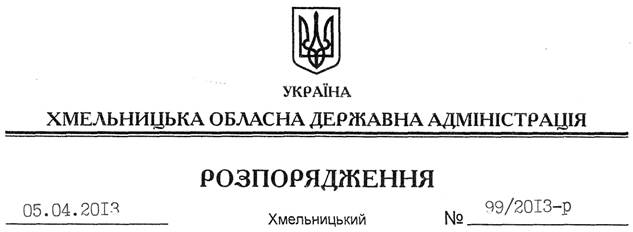 УКРАЇНА
ХМЕЛЬНИЦЬКА ОБЛАСНА ДЕРЖАВНА АДМІНІСТРАЦІЯ
РОЗПОРЯДЖЕННЯ
05.04.2013 Хмельницький № 99/2013-р